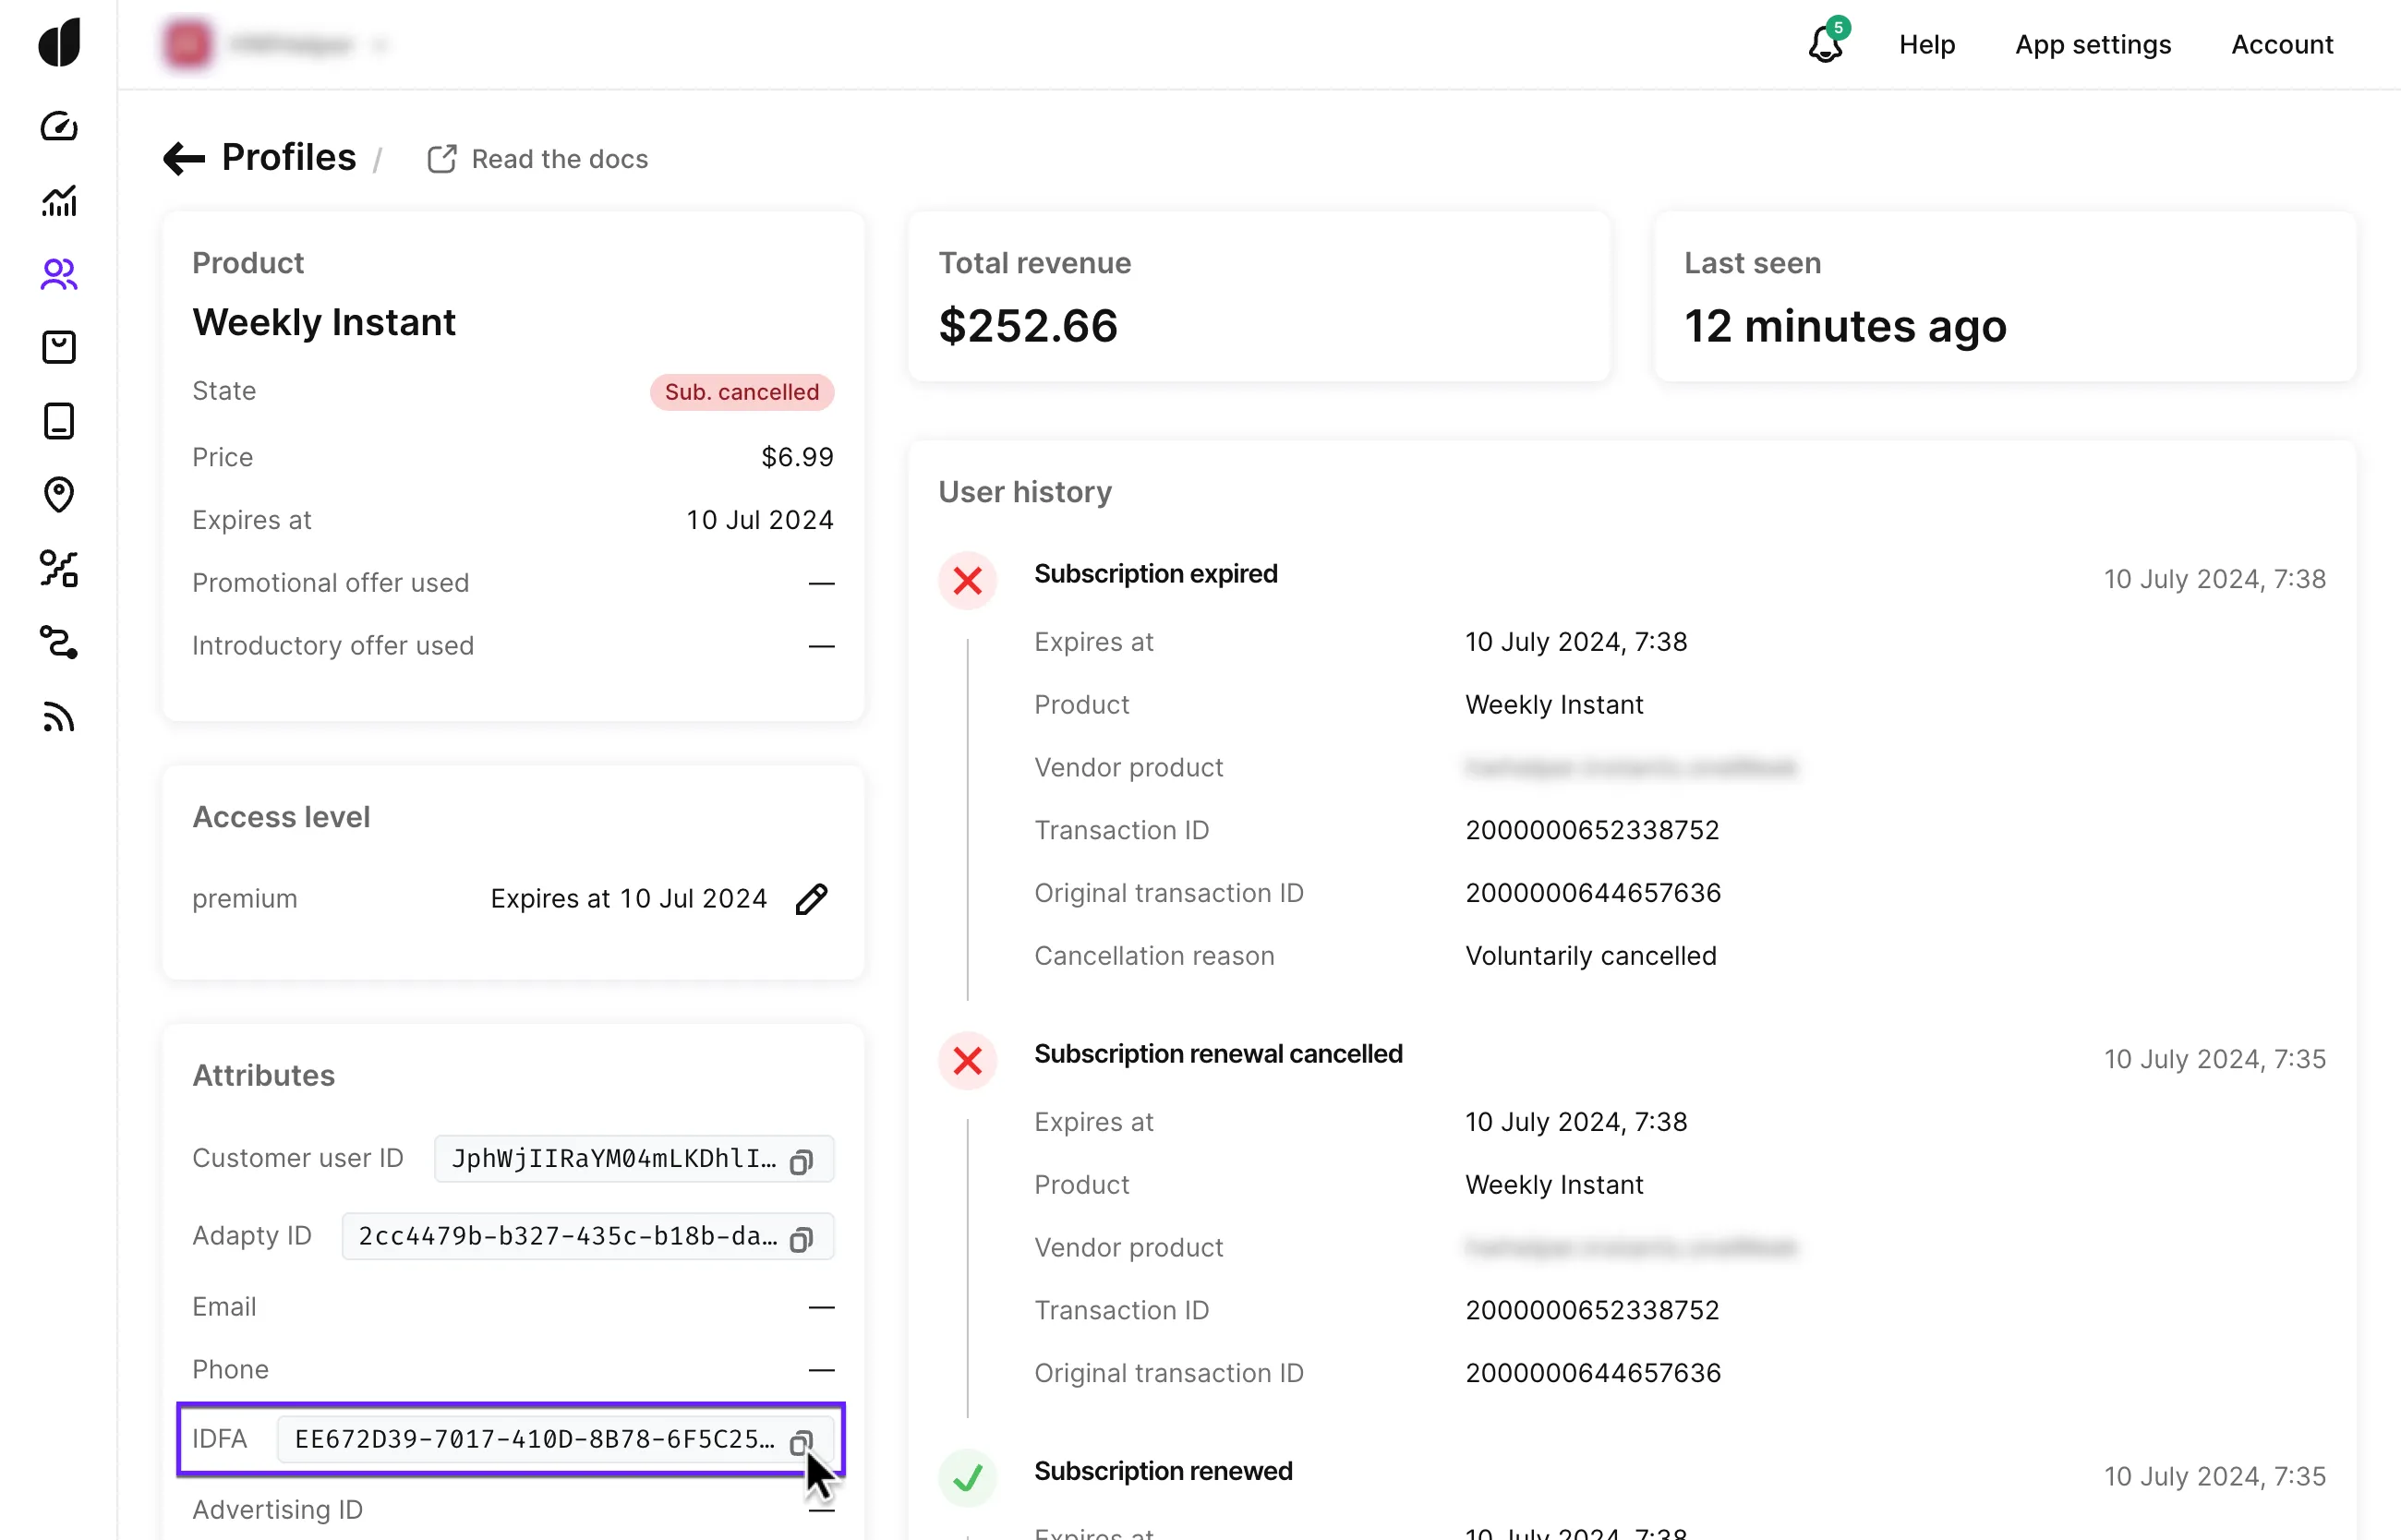 5
Help
App settings
Account
Profiles /
Read the docs
Product
Weekly Instant
State
Sub. cancelled
Price
$6.99
Expires at
10 Jul 2024
Promotional offer used
—
Introductory offer used
—
Access level
premium
Expires at 10 Jul 2024
Attributes
Customer user ID
JphWjIIRaYM04mLKDhlI…
Adapty ID
2cc4479b-b327-435c-b18b-da…
Email
—
Phone
—
IDFA
EE672D39-7017-410D-8B78-6F5C25…
Advertising ID
—
Total revenue
$252.66
Last seen
12 minutes ago
User history
Subscription expired
10 July 2024, 7:38
Expires at
10 July 2024, 7:38
Product
Weekly Instant
Vendor product
Transaction ID
2000000652338752
Original transaction ID
2000000644657636
Cancellation reason
Voluntarily cancelled
Subscription renewal cancelled
10 July 2024, 7:35
Expires at
10 July 2024, 7:38
Product
Weekly Instant
Vendor product
Transaction ID
2000000652338752
Original transaction ID
2000000644657636
Subscription renewed
10 July 2024, 7:35
Expires at
10 July 2024, 7:38